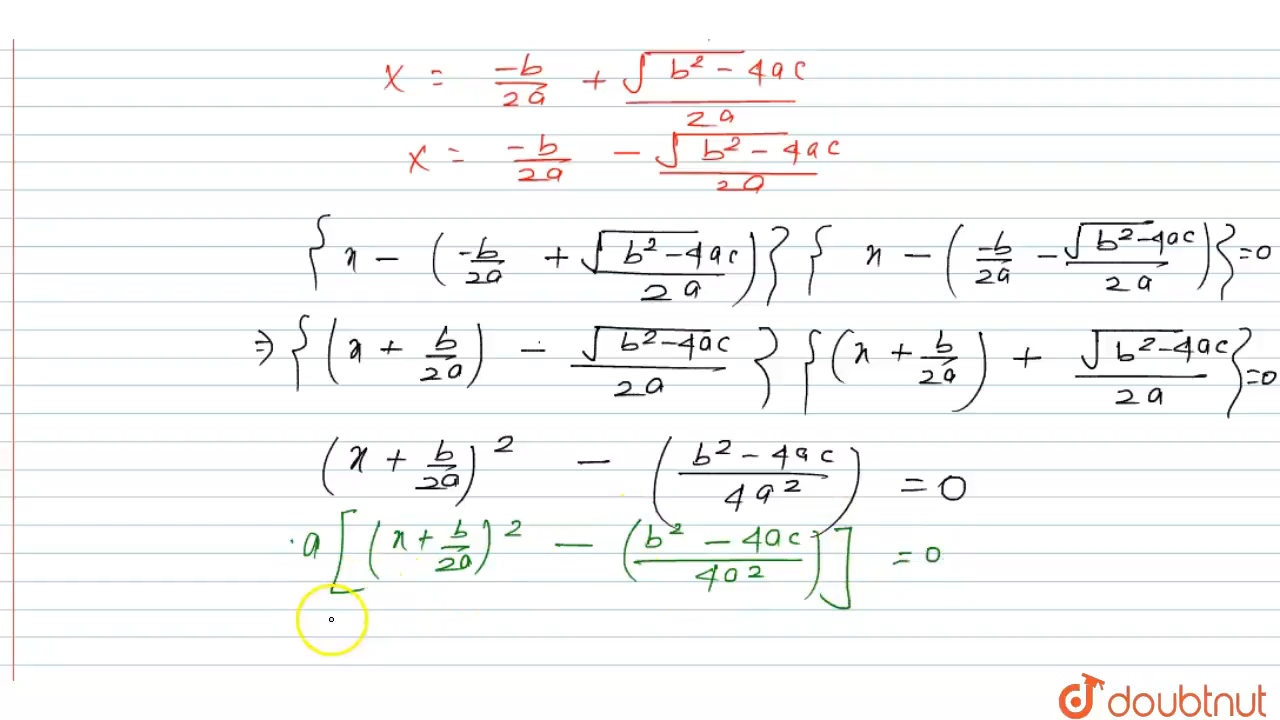 x = -b/2a + √(b² - 4ac)/2a
x = -b/2a - √(b² - 4ac)/2a
{x - (-b/2a + √(b² - 4ac)/2a)} {x - (-b/2a - √(b² - 4ac)/2a)} = 0
⇒ {(x + b/2a) - √(b² - 4ac)/2a} {(x + b/2a) + √(b² - 4ac)/2a} = 0
(x + b/2a)² - (b² - 4ac/4a²) = 0
·a[(x + b/2a)² - (b² - 4ac/4a²)] = 0
doubtnut